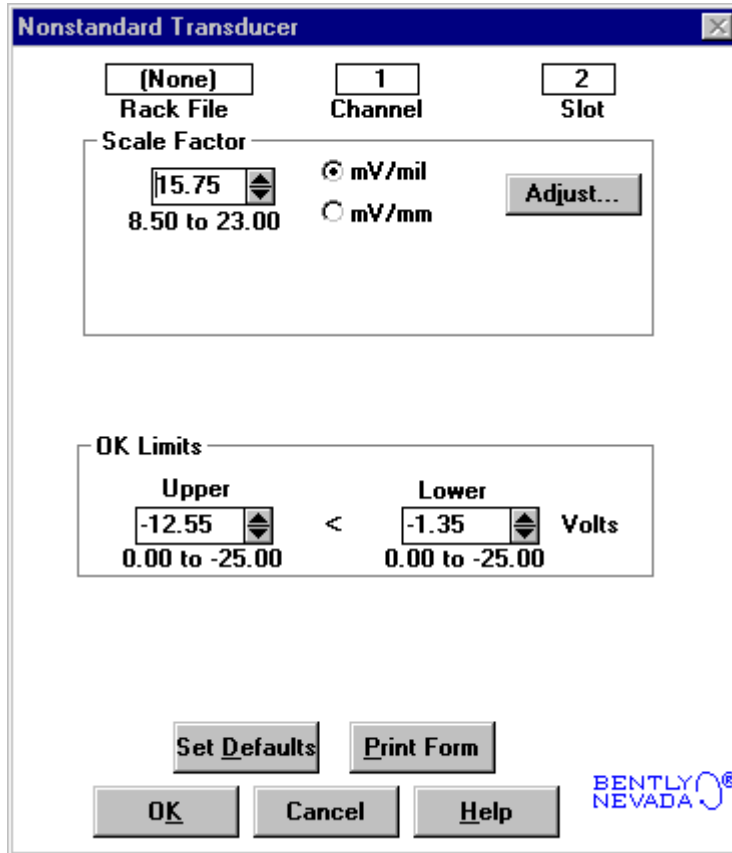 Nonstandard Transducer
(None) 1 2
Rack File Channel Slot
Scale Factor
15.75 mV/mil Adjust...
8.50 to 23.00 mV/mm
OK Limits
Upper Lower
-12.55 < -1.35 Volts
0.00 to -25.00 0.00 to -25.00
Set Defaults Print Form
OK Cancel Help
BENTLY ®
NEVADA